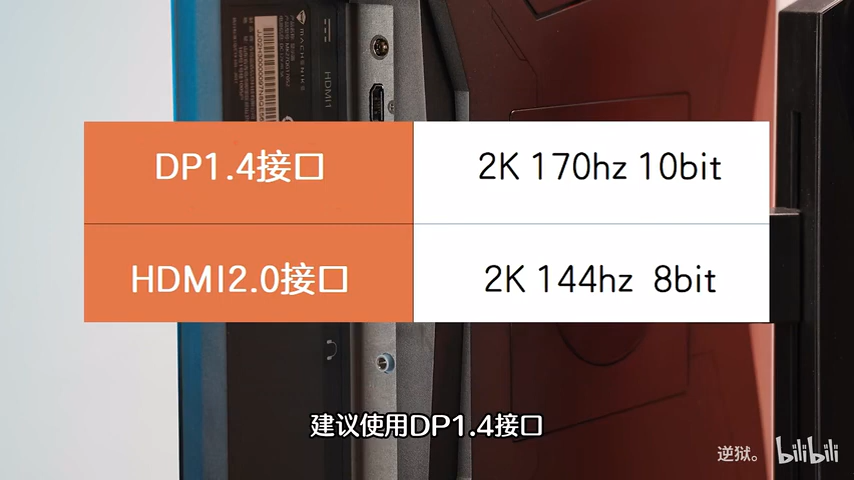 MACHENIKE
HDMI1
DP1.4接口
2K 170hz 10bit
HDMI2.0接口
2K 144hz 8bit
建议使用DP1.4接口
逆狱。
bilibili